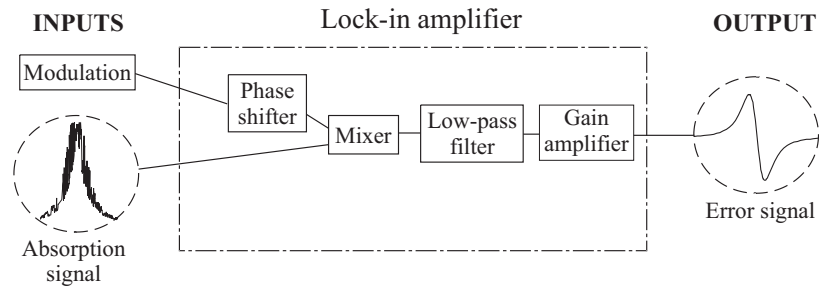 INPUTS
Lock-in amplifier
OUTPUT
Modulation
Phase
shifter
Mixer
Low-pass
filter
Gain
amplifier
Absorption
signal
Error signal